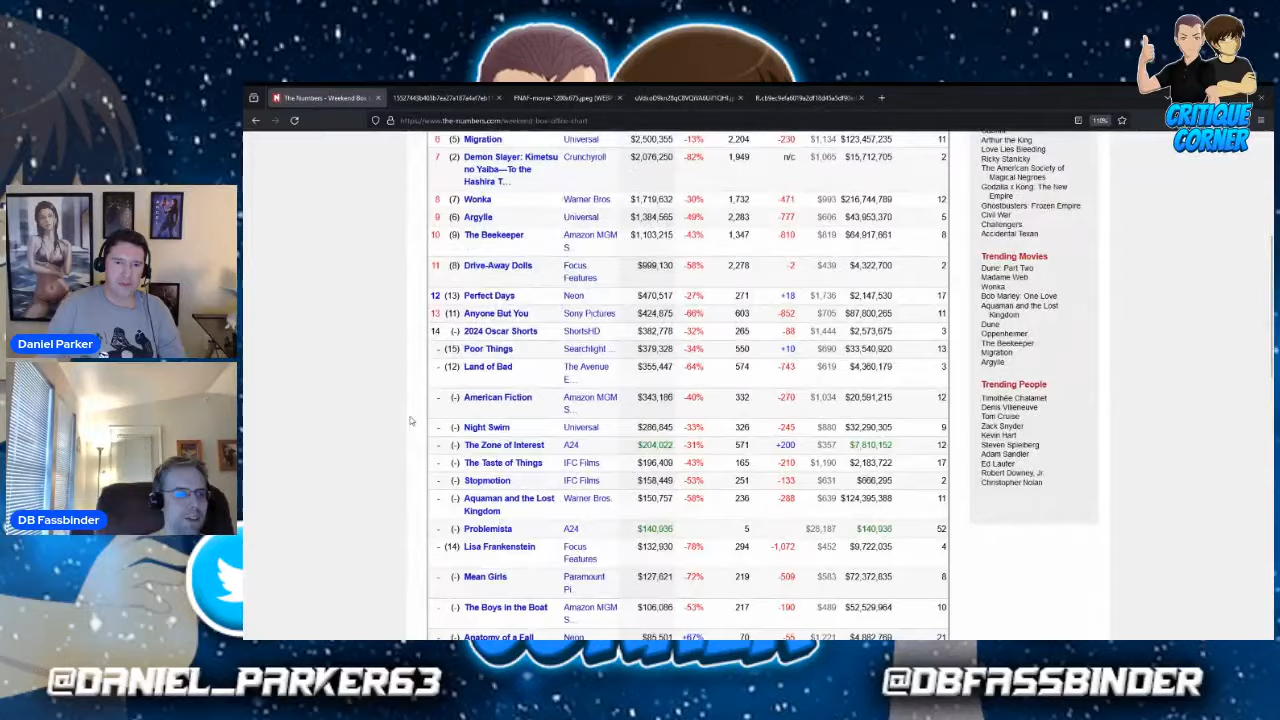 CRITIQUE
CORNER
The Numbers - Weekend Box
https://www.the-numbers.com/weekend-box-office-chart
110%
6 (5) Migration Universal $2,500,355 -13% 2,204 -230 $1,134 $123,457,235 11
7 (2) Demon Slayer: Kimetsu Crunchyroll $2,076,250 -82% 1,949 n/c $1,065 $15,712,705 2
no Yaiba—To the
Hashira T…
8 (7) Wonka Warner Bros. $1,719,632 -30% 1,732 -471 $993 $216,744,789 12
9 (6) Argylle Universal $1,384,565 -49% 2,283 -777 $606 $43,953,370 5
10 (9) The Beekeeper Amazon MGM $1,103,215 -43% 1,347 -810 $819 $64,917,661 8
S…
11 (8) Drive-Away Dolls Focus $999,130 -58% 2,278 -2 $439 $4,322,700 2
Features
12 (13) Perfect Days Neon $470,517 -27% 271 +18 $1,736 $2,147,530 17
13 (11) Anyone But You Sony Pictures $424,875 -66% 603 -852 $705 $87,800,265 11
14 (-) 2024 Oscar Shorts ShortsHD $382,778 -32% 265 -88 $1,444 $2,573,675 3
- (15) Poor Things Searchlight … $379,328 -34% 550 +10 $690 $33,540,920 13
- (12) Land of Bad The Avenue $355,447 -64% 574 -743 $619 $4,360,179 3
E…
- (-) American Fiction Amazon MGM $343,186 -40% 332 -270 $1,034 $20,591,215 12
S…
- (-) Night Swim Universal $286,845 -33% 326 -245 $880 $32,290,305 9
- (-) The Zone of Interest A24 $204,022 -31% 571 +200 $357 $7,810,152 12
- (-) The Taste of Things IFC Films $196,409 -43% 165 -210 $1,190 $2,183,722 17
- (-) Stopmotion IFC Films $158,449 -53% 251 -133 $631 $666,295 2
- (-) Aquaman and the Lost Warner Bros. $150,757 -58% 236 -288 $639 $124,395,388 11
Kingdom
- (-) Problemista A24 $140,936 5 $28,187 $140,936 52
- (14) Lisa Frankenstein Focus $132,930 -78% 294 -1,072 $452 $9,722,035 4
Features
- (-) Mean Girls Paramount $127,621 -72% 219 -509 $583 $72,372,835 8
Pi…
- (-) The Boys in the Boat Amazon MGM $106,086 -53% 217 -190 $489 $52,529,964 10
S…
- (-) Anatomy of a Fall Neon $85,501 +67% 70 -55 $1,221 $4,882,769 21
Arthur the King
Love Lies Bleeding
Ricky Stanicky
The American Society of
Magical Negroes
Godzilla x Kong: The New
Empire
Ghostbusters: Frozen Empire
Civil War
Challengers
Accidental Texan
Trending Movies
Dune: Part Two
Madame Web
Wonka
Bob Marley: One Love
Aquaman and the Lost
Kingdom
Dune
Oppenheimer
The Beekeeper
Migration
Argylle
Trending People
Timothée Chalamet
Denis Villeneuve
Tom Cruise
Zack Snyder
Kevin Hart
Steven Spielberg
Adam Sandler
Ed Lauter
Robert Downey, Jr.
Christopher Nolan
Daniel Parker
DB Fassbinder
@DANIEL_PARKER63
@DBFASSBINDER